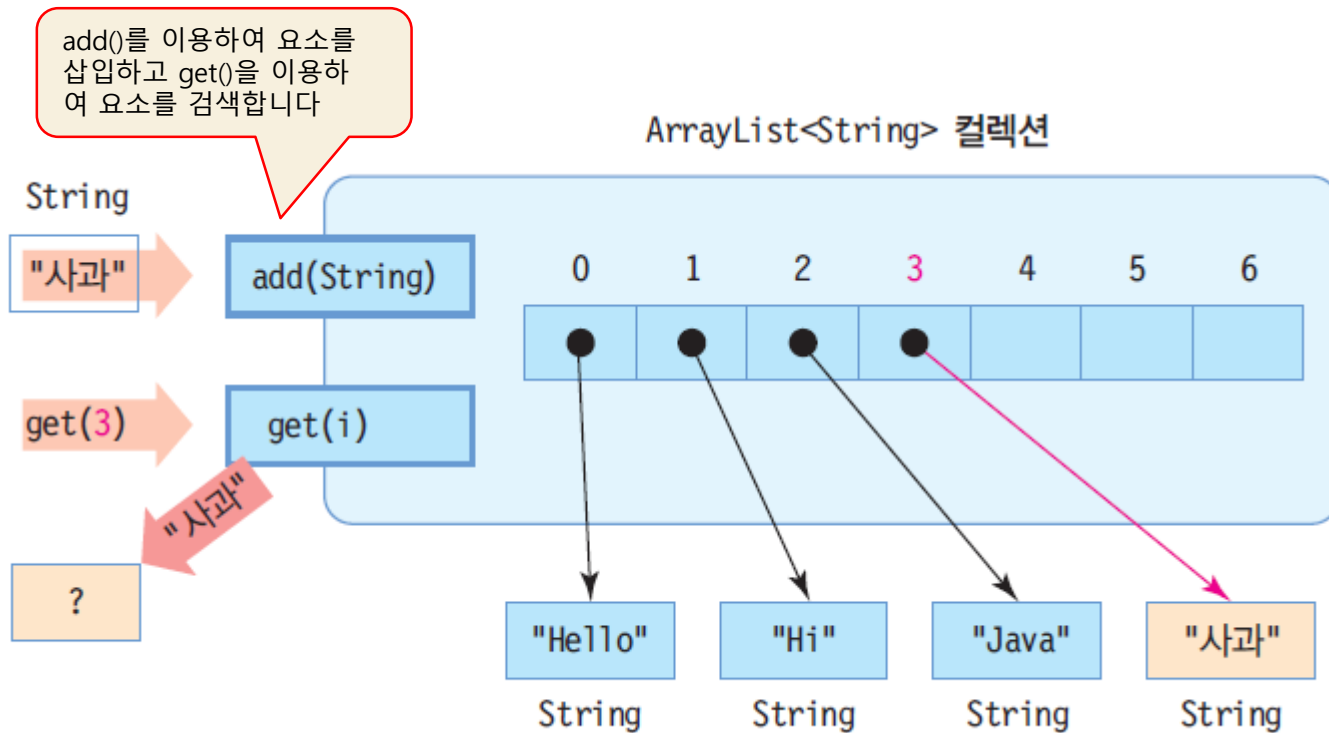 add()를 이용하여 요소를
삽입하고 get()을 이용하
여 요소를 검색합니다
ArrayList<String> 컬렉션
String
"사과"
add(String)
0 1 2 3 4 5 6
get(3)
get(i)
"사과"
?
"Hello" "Hi" "Java" "사과"
String String String String